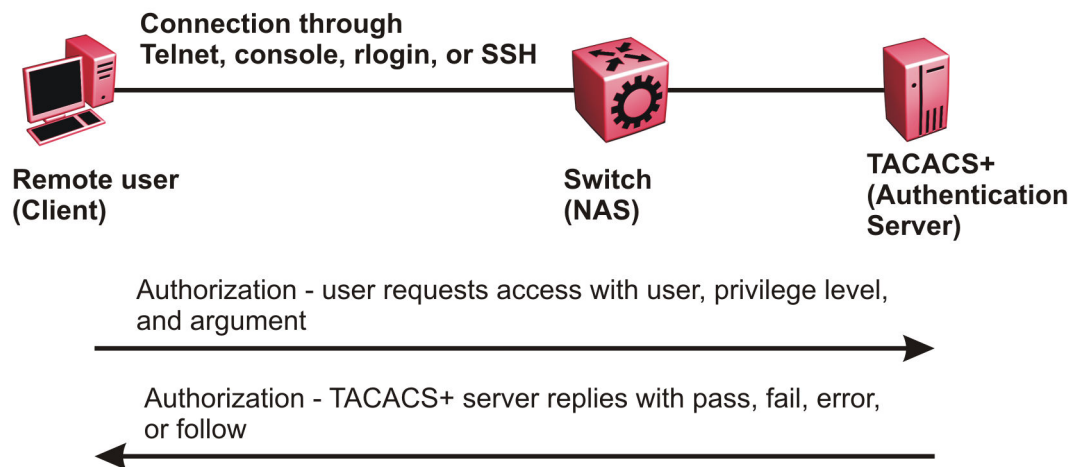 Connection through
Telnet, console, rlogin, or SSH
Remote user
(Client)
Switch
(NAS)
TACACS+
(Authentication
Server)
Authorization - user requests access with user, privilege level,
and argument
Authorization - TACACS+ server replies with pass, fail, error,
or follow